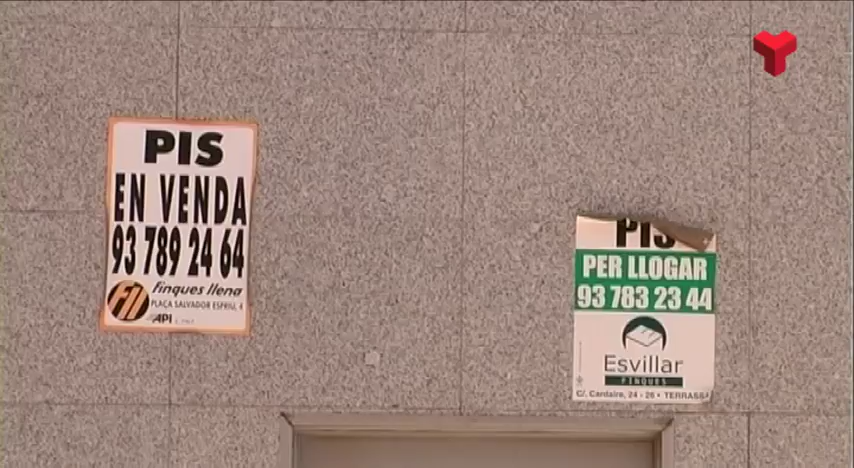 PIS
EN VENDA
93 789 24 64
Finques llena
PLAÇA SALVADOR ESPRIU, 4
API
PIS
PER LLOGAR
93 783 23 44
Esvillar
FINQUES
C/. Cardaire, 24 - 26 • TERRASSA